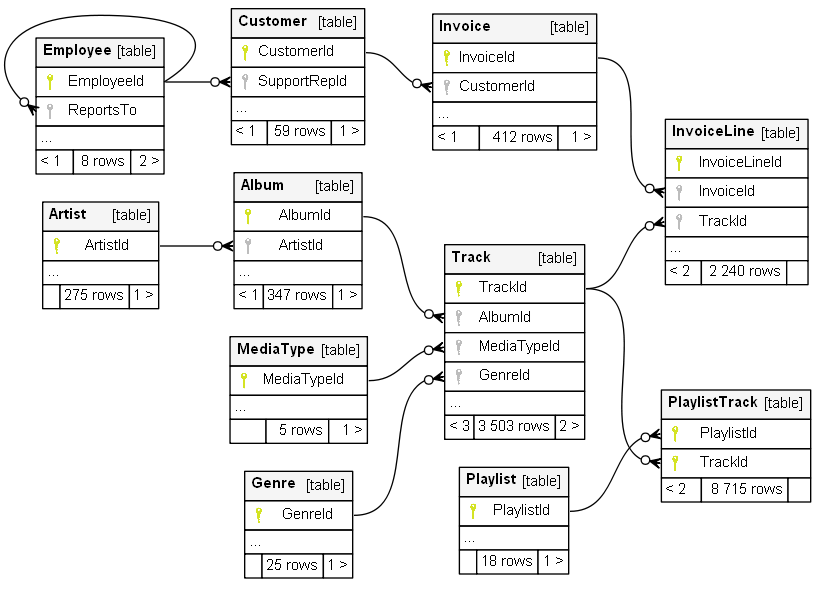 Employee [table]
EmployeeId
ReportsTo
...
< 1 8 rows 2 >
Customer [table]
CustomerId
SupportRepId
...
< 1 59 rows 1 >
Invoice [table]
InvoiceId
CustomerId
...
< 1 412 rows 1 >
InvoiceLine [table]
InvoiceLineId
InvoiceId
TrackId
...
< 2 2 240 rows
Artist [table]
ArtistId
...
275 rows 1 >
Album [table]
AlbumId
ArtistId
...
< 1 347 rows 1 >
Track [table]
TrackId
AlbumId
MediaTypeId
GenreId
...
< 3 3 503 rows 2 >
MediaType [table]
MediaTypeId
...
5 rows 1 >
PlaylistTrack [table]
PlaylistId
TrackId
< 2 8 715 rows
Genre [table]
GenreId
...
25 rows 1 >
Playlist [table]
PlaylistId
...
18 rows 1 >